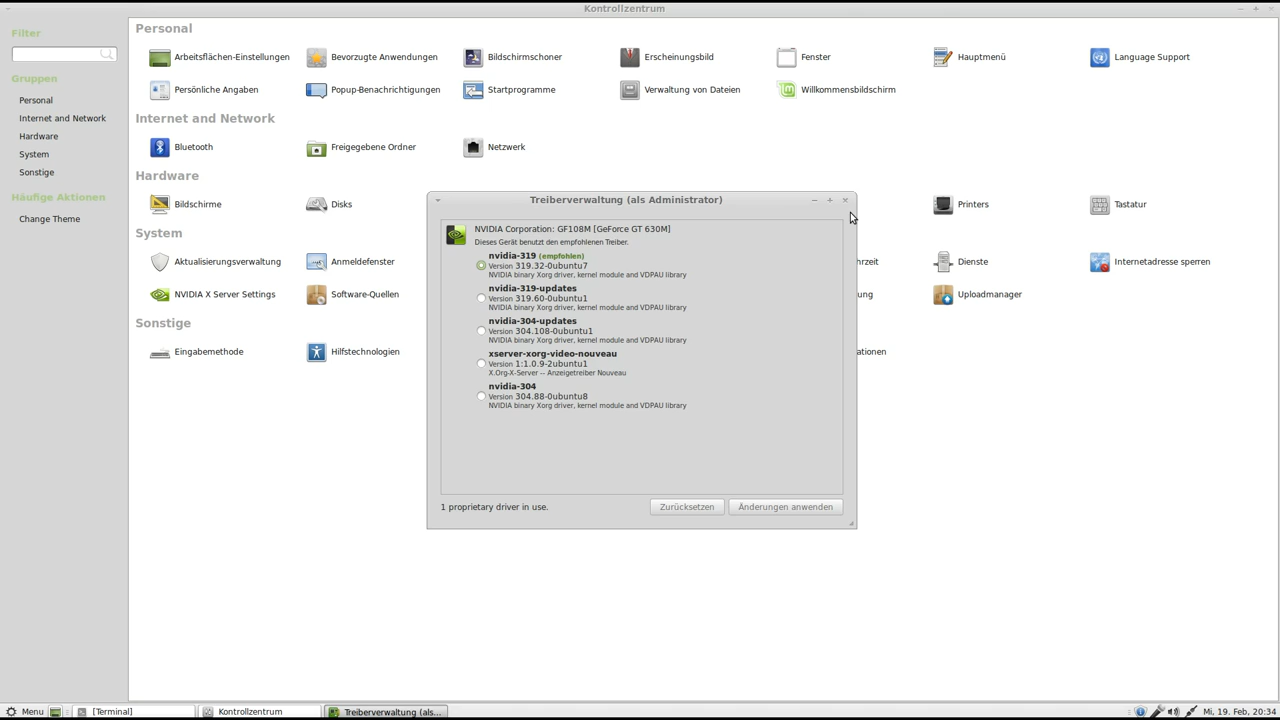 Kontrollzentrum
Filter
Gruppen
Personal
Internet and Network
Hardware
System
Sonstige
Häufige Aktionen
Change Theme
Personal
Arbeitsflächen-Einstellungen
Bevorzugte Anwendungen
Bildschirmschoner
Erscheinungsbild
Fenster
Hauptmenü
Language Support
Persönliche Angaben
Popup-Benachrichtigungen
Startprogramme
Verwaltung von Dateien
Willkommensbildschirm
Internet and Network
Bluetooth
Freigegebene Ordner
Netzwerk
Hardware
Bildschirme
Disks
Printers
Tastatur
System
Aktualisierungsverwaltung
Anmeldefenster
hrzeit
Dienste
Internetadresse sperren
NVIDIA X Server Settings
Software-Quellen
ung
Uploadmanager
Sonstige
Eingabemethode
Hilfstechnologien
ationen
Treiberverwaltung (als Administrator)
NVIDIA Corporation: GF108M [GeForce GT 630M]
Dieses Gerät benutzt den empfohlenen Treiber.
nvidia-319 (empfohlen)
Version 319.32-0ubuntu7
NVIDIA binary Xorg driver, kernel module and VDPAU library
nvidia-319-updates
Version 319.60-0ubuntu1
NVIDIA binary Xorg driver, kernel module and VDPAU library
nvidia-304-updates
Version 304.108-0ubuntu1
NVIDIA binary Xorg driver, kernel module and VDPAU library
xserver-xorg-video-nouveau
Version 1:1.0.9-2ubuntu1
X.Org-X-Server -- Anzeigetreiber Nouveau
nvidia-304
Version 304.88-0ubuntu8
NVIDIA binary Xorg driver, kernel module and VDPAU library
1 proprietary driver in use.
Zurücksetzen
Änderungen anwenden
Menu
[Terminal]
Kontrollzentrum
Treiberverwaltung (als...
Mi, 19. Feb, 20:34